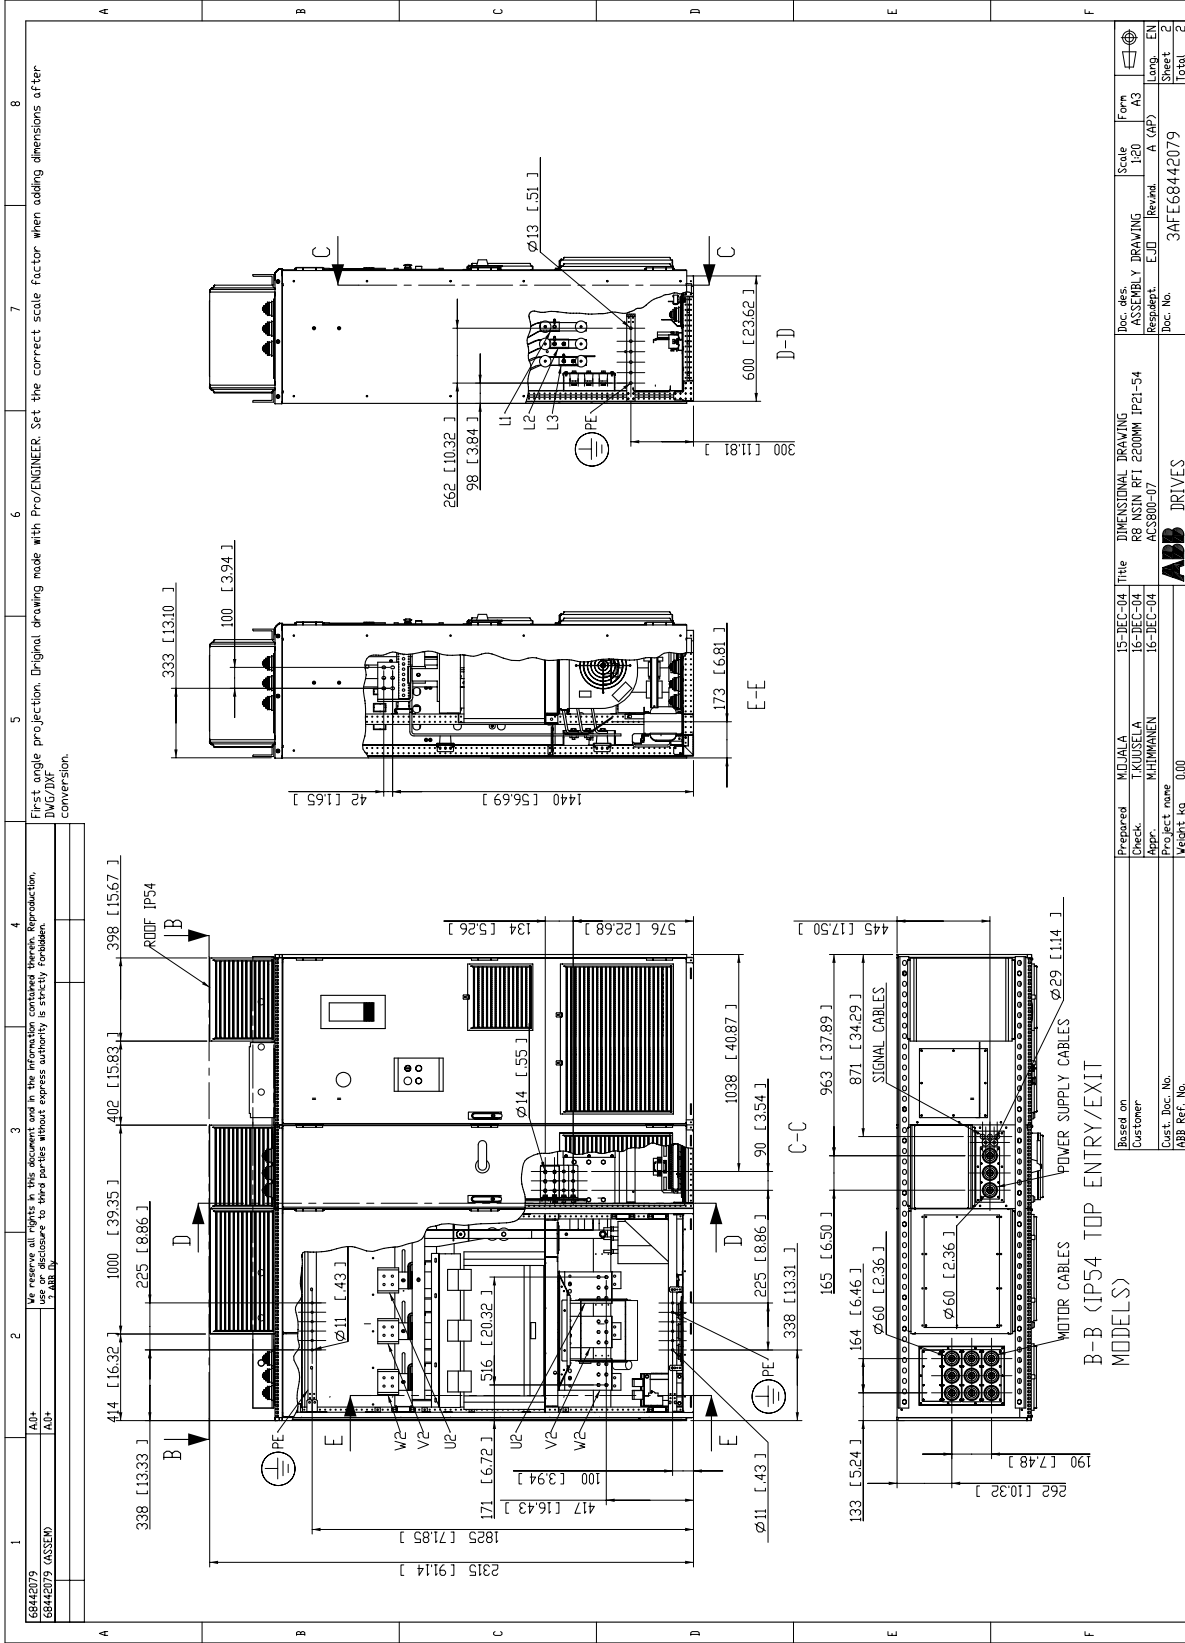 68442079 A.0+
68442079 (ASSEM) A.0+
We reserve all rights in this document and in the information contained therein. Reproduction,
use or disclosure to third parties without express authority is strictly forbidden.
First angle projection. Original drawing made with Pro/ENGINEER. Set the correct scale factor when adding dimensions after
DWG/DXF
conversion.
1 2 3 4 5 6 7 8
A B C D E F
A B C D E F
338 [13.33 ]
414 [16.32 ]
1000 [39.35 ]
402 [15.83 ]
398 [15.67 ]
225 [8.86 ]
ROOF IP54
B
B
D
D
E
E
PE
Ø11 [.43 ]
W2
V2
U2
U2
V2
W2
PE
516 [20.32 ]
171 [6.72 ]
100 [3.94 ]
417 [16.43 ]
1825 [71.85 ]
2315 [91.14 ]
Ø11 [.43 ]
338 [13.31 ]
225 [8.86 ]
90 [3.54 ]
1038 [40.87 ]
Ø14 [.55 ]
134 [5.26 ]
576 [22.68 ]
C-C
333 [13.10 ]
100 [3.94 ]
42 [1.65 ]
1440 [56.69 ]
173 [6.81 ]
E-E
262 [10.32 ]
98 [3.84 ]
L1
L2
L3
PE
Ø13 [.51 ]
C
C
300 [11.81 ]
600 [23.62 ]
D-D
133 [5.24 ]
164 [6.46 ]
165 [6.50 ]
963 [37.89 ]
871 [34.29 ]
445 [17.50 ]
Ø60 [2.36 ]
Ø60 [2.36 ]
SIGNAL CABLES
Ø29 [1.14 ]
POWER SUPPLY CABLES
MOTOR CABLES
190 [7.48 ]
262 [10.32 ]
B-B (IP54 TOP ENTRY/EXIT
MODELS)
Based on
Customer
Cust. Doc. No.
ABB Ref. No.
Prepared M.OJALA 15-DEC-04
Check. T.KUUSELA 16-DEC-04
Appr. M.HIMMANEN 16-DEC-04
Project name
Weight kg 0.00
Title DIMENSIONAL DRAWING
R8 NSIN RFI 2200MM IP21-54
ACS800-07
ABB DRIVES
Doc. des. ASSEMBLY DRAWING
Resp.dept. EJO
Rev.ind. A (AP)
Doc. No. 3AFE68442079
Scale 1:20
Form A3
Lang. EN
Sheet 2
Total 2